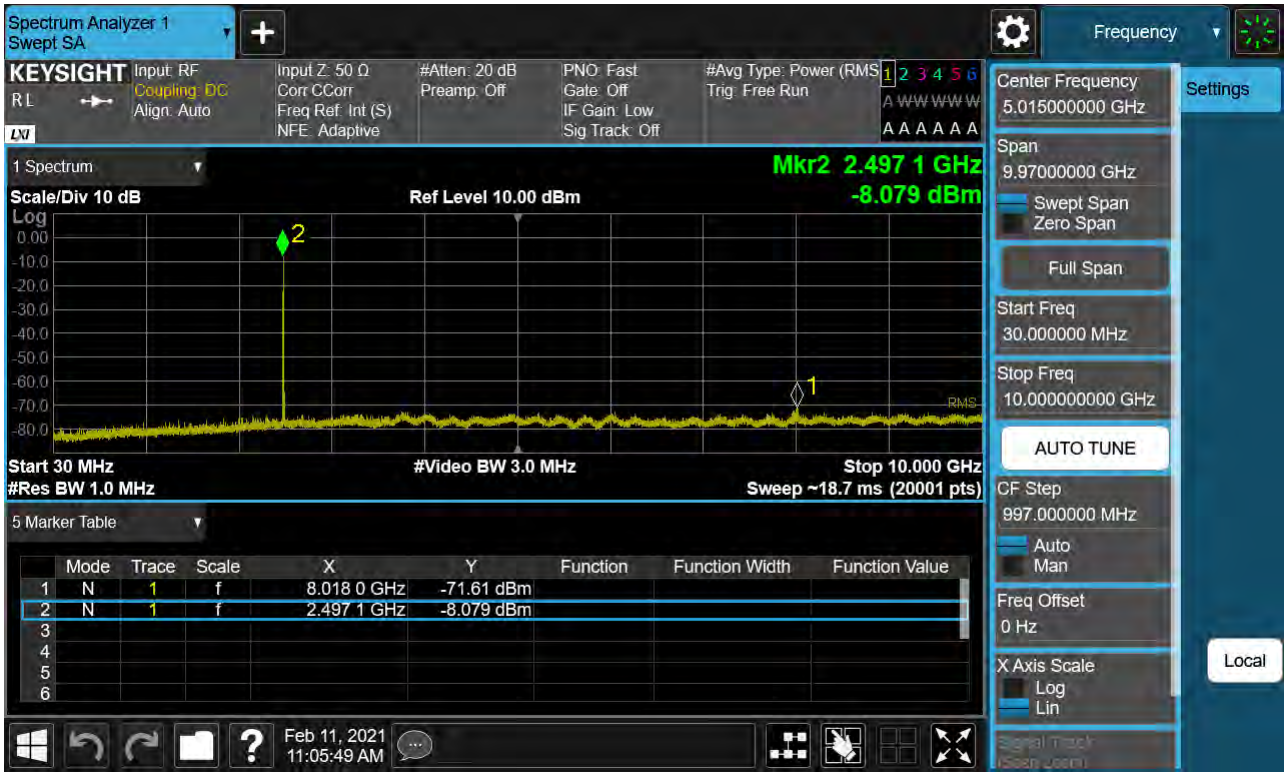 Spectrum Analyzer 1
Swept SA
Frequency
KEYSIGHT
RL
LXI
Input: RF
Coupling: DC
Align: Auto
Input Z: 50 Ω
Corr CCorr
Freq Ref: Int (S)
NFE: Adaptive
#Atten: 20 dB
Preamp: Off
PNO: Fast
Gate: Off
IF Gain: Low
Sig Track: Off
#Avg Type: Power (RMS
Trig: Free Run
1 2 3 4 5 6
A W W W W W
A A A A A A
1 Spectrum
Mkr2 2.497 1 GHz
-8.079 dBm
Scale/Div 10 dB
Ref Level 10.00 dBm
Log
0.00
-10.0
-20.0
-30.0
-40.0
-50.0
-60.0
-70.0
-80.0
2
1
RMS
Start 30 MHz
#Video BW 3.0 MHz
Stop 10.000 GHz
#Res BW 1.0 MHz
Sweep ~18.7 ms (20001 pts)
5 Marker Table
Mode Trace Scale X Y Function Function Width Function Value
1 N 1 f 8.018 0 GHz -71.61 dBm
2 N 1 f 2.497 1 GHz -8.079 dBm
3
4
5
6
Feb 11, 2021
11:05:49 AM
Center Frequency
5.015000000 GHz
Span
9.97000000 GHz
Swept Span
Zero Span
Full Span
Start Freq
30.000000 MHz
Stop Freq
10.000000000 GHz
AUTO TUNE
CF Step
997.000000 MHz
Auto
Man
Freq Offset
0 Hz
X Axis Scale
Log
Lin
Signal Track
(Span Zoom)
Settings
Local